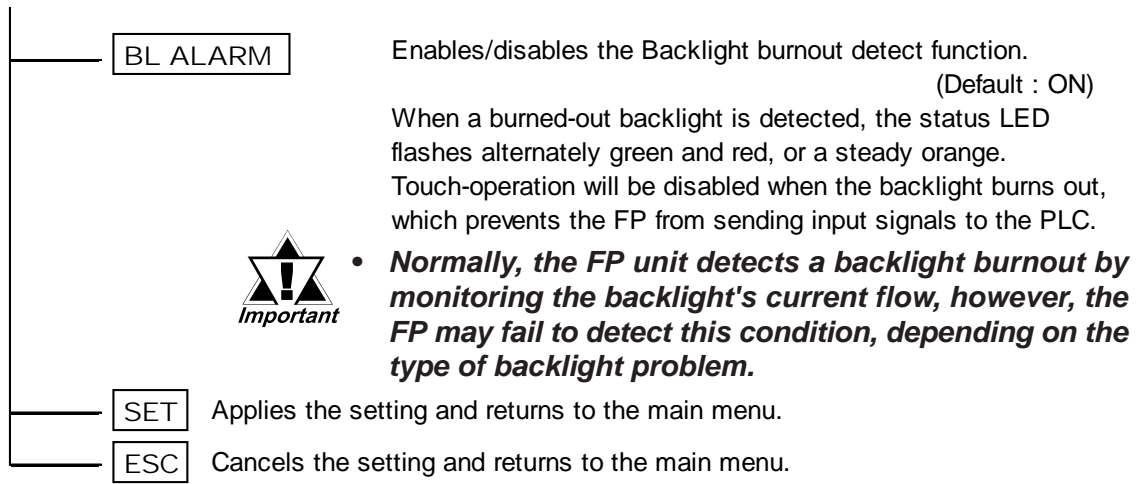 BL ALARM
Enables/disables the Backlight burnout detect function.
(Default : ON)
When a burned-out backlight is detected, the status LED
flashes alternately green and red, or a steady orange.
Touch-operation will be disabled when the backlight burns out,
which prevents the FP from sending input signals to the PLC.
Important
• Normally, the FP unit detects a backlight burnout by
monitoring the backlight's current flow, however, the
FP may fail to detect this condition, depending on the
type of backlight problem.
SET Applies the setting and returns to the main menu.
ESC Cancels the setting and returns to the main menu.